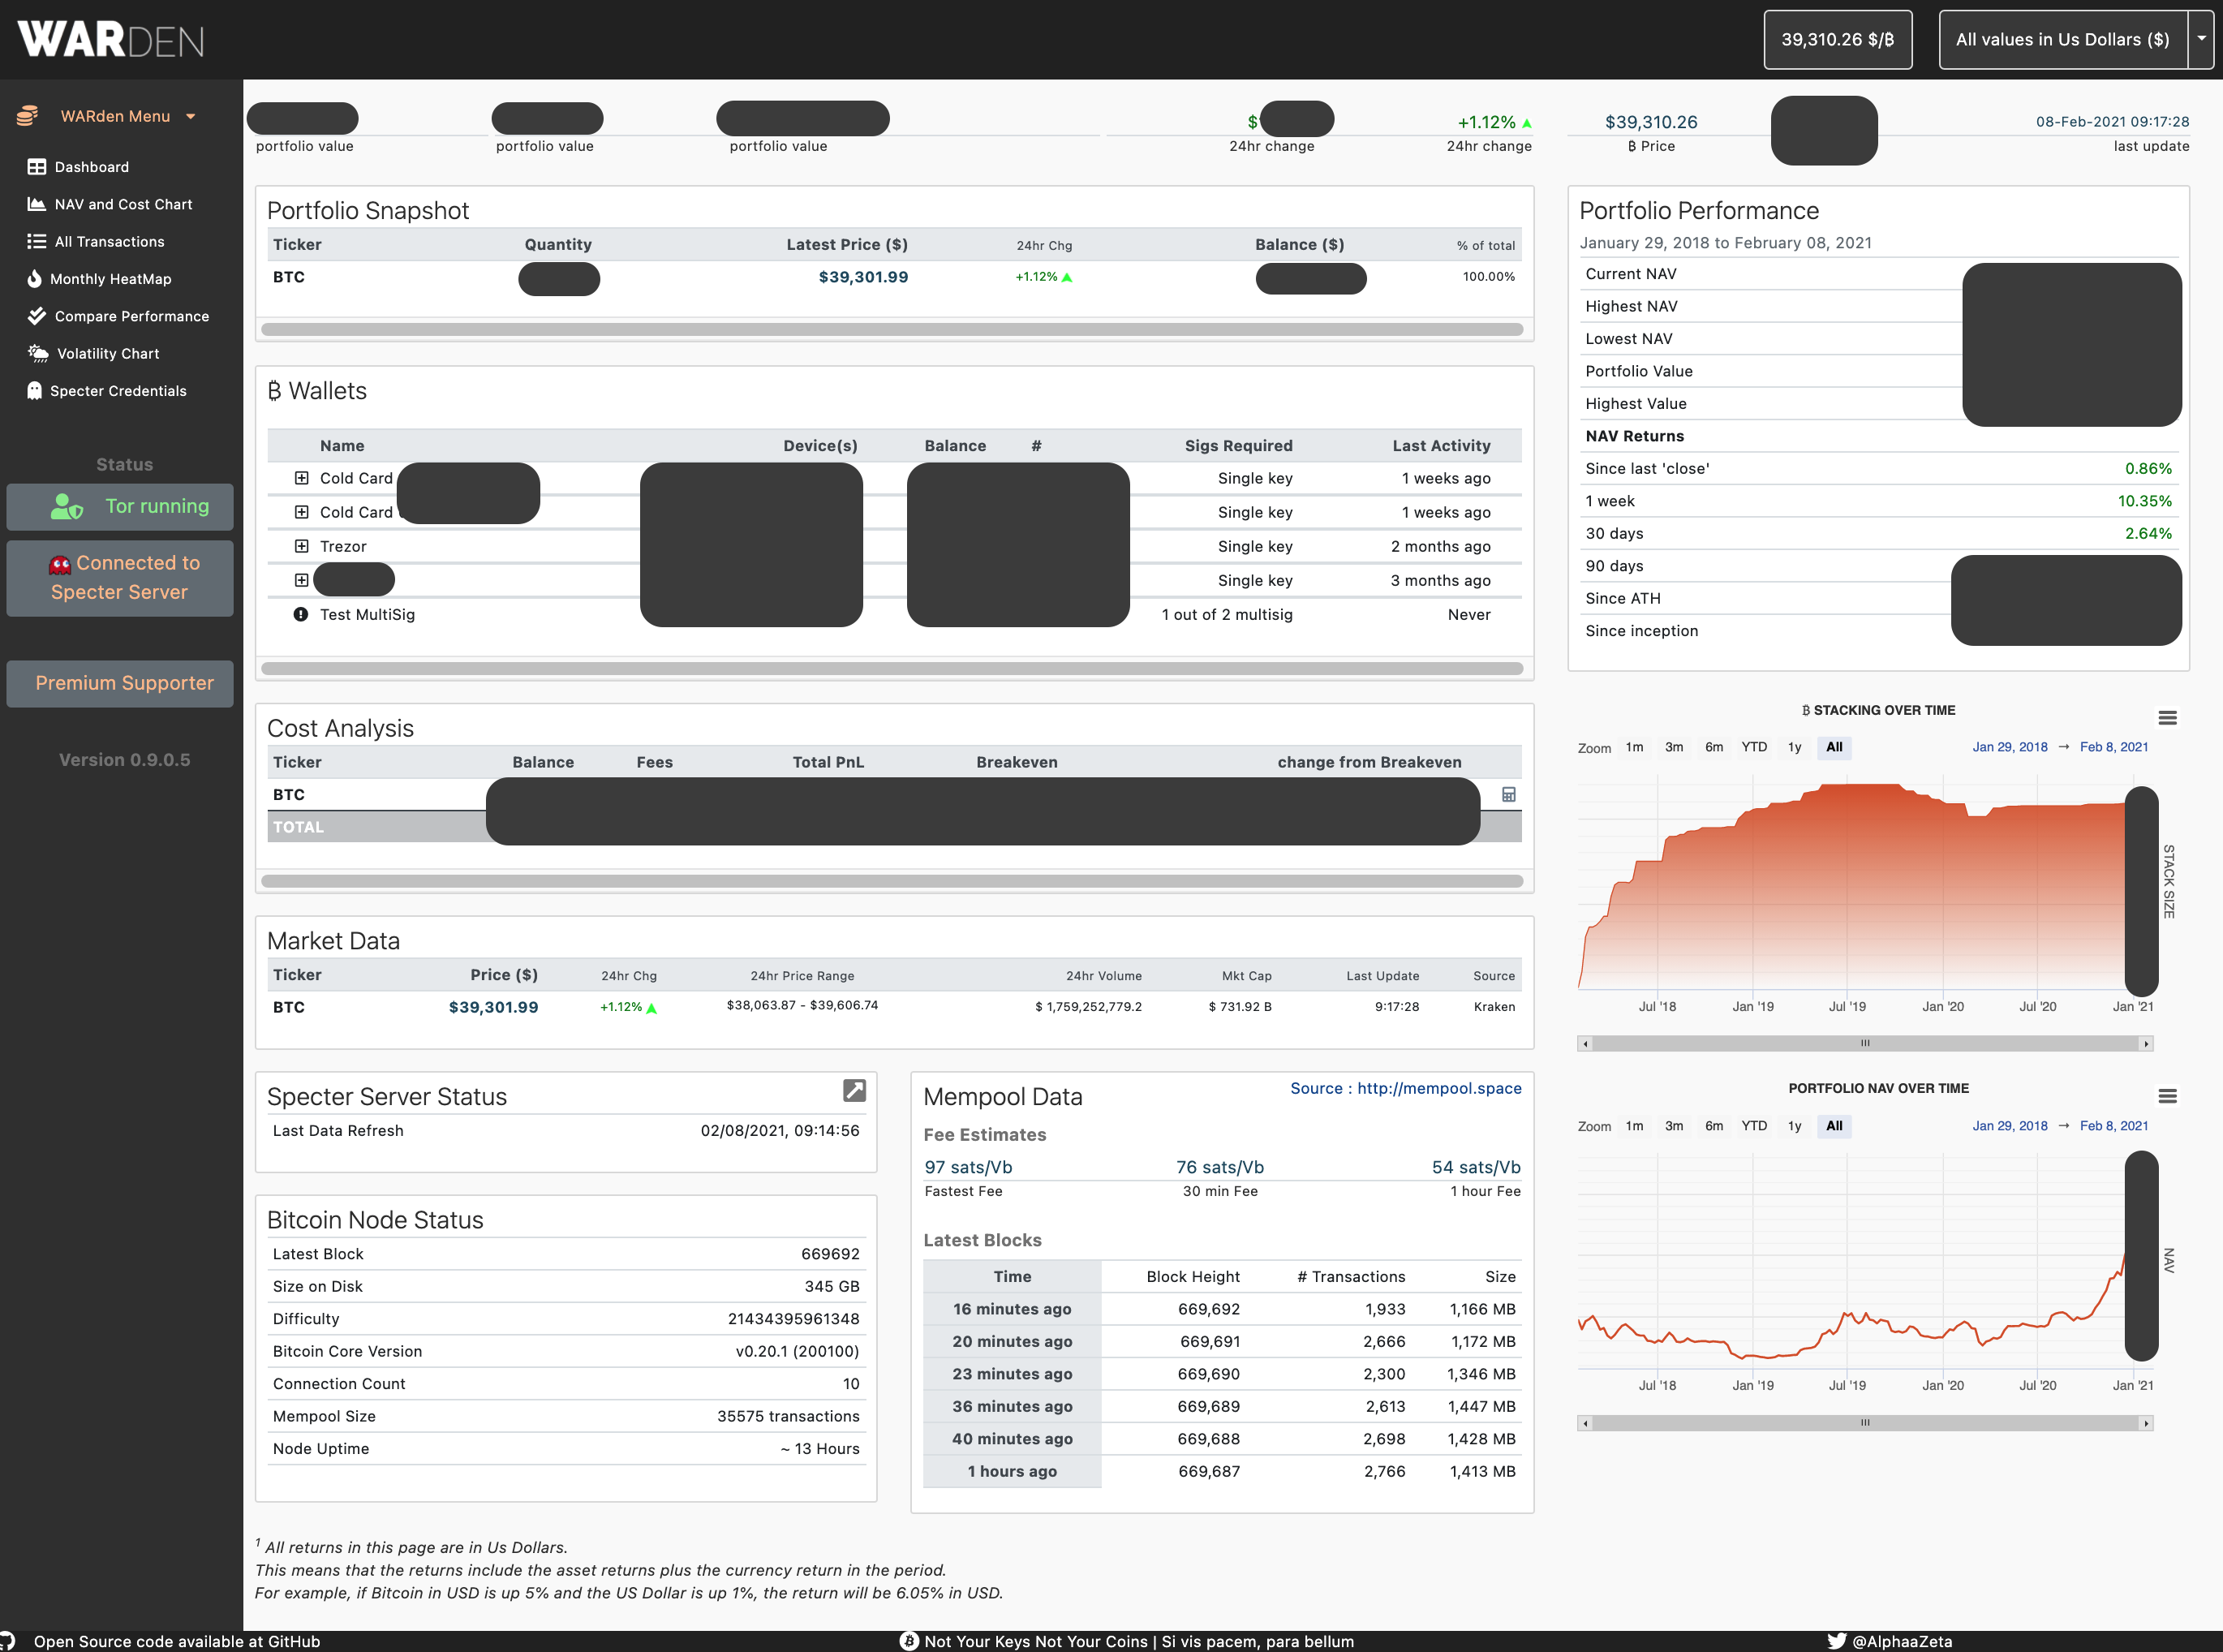 WARDEN
39,310.26 $/₿
All values in Us Dollars ($)
WARden Menu
Dashboard
NAV and Cost Chart
All Transactions
Monthly HeatMap
Compare Performance
Volatility Chart
Specter Credentials
Status
Tor running
Connected to
Specter Server
Premium Supporter
Version 0.9.0.5
portfolio value
portfolio value
portfolio value
$
24hr change
+1.12%
24hr change
$39,310.26
₿ Price
08-Feb-2021 09:17:28
last update
Portfolio Snapshot
Ticker Quantity Latest Price ($) 24hr Chg Balance ($) % of total
BTC $39,301.99 +1.12% 100.00%
₿ Wallets
Name Device(s) Balance # Sigs Required Last Activity
Cold Card Single key 1 weeks ago
Cold Card Single key 1 weeks ago
Trezor Single key 2 months ago
Single key 3 months ago
Test MultiSig 1 out of 2 multisig Never
Cost Analysis
Ticker Balance Fees Total PnL Breakeven change from Breakeven
BTC
TOTAL
Market Data
Ticker Price ($) 24hr Chg 24hr Price Range 24hr Volume Mkt Cap Last Update Source
BTC $39,301.99 +1.12% $38,063.87 - $39,606.74 $ 1,759,252,779.2 $ 731.92 B 9:17:28 Kraken
Specter Server Status
Last Data Refresh 02/08/2021, 09:14:56
Bitcoin Node Status
Latest Block 669692
Size on Disk 345 GB
Difficulty 21434395961348
Bitcoin Core Version v0.20.1 (200100)
Connection Count 10
Mempool Size 35575 transactions
Node Uptime ~ 13 Hours
Mempool Data
Source : http://mempool.space
Fee Estimates
97 sats/Vb 76 sats/Vb 54 sats/Vb
Fastest Fee 30 min Fee 1 hour Fee
Latest Blocks
Time Block Height # Transactions Size
16 minutes ago 669,692 1,933 1,166 MB
20 minutes ago 669,691 2,666 1,172 MB
23 minutes ago 669,690 2,300 1,346 MB
36 minutes ago 669,689 2,613 1,447 MB
40 minutes ago 669,688 2,698 1,428 MB
1 hours ago 669,687 2,766 1,413 MB
Portfolio Performance
January 29, 2018 to February 08, 2021
Current NAV
Highest NAV
Lowest NAV
Portfolio Value
Highest Value
NAV Returns
Since last 'close' 0.86%
1 week 10.35%
30 days 2.64%
90 days
Since ATH
Since inception
₿ STACKING OVER TIME
Zoom 1m 3m 6m YTD 1y All Jan 29, 2018 → Feb 8, 2021
STACK SIZE
Jul '18 Jan '19 Jul '19 Jan '20 Jul '20 Jan '21
PORTFOLIO NAV OVER TIME
Zoom 1m 3m 6m YTD 1y All Jan 29, 2018 → Feb 8, 2021
NAV
Jul '18 Jan '19 Jul '19 Jan '20 Jul '20 Jan '21
1 All returns in this page are in Us Dollars.
This means that the returns include the asset returns plus the currency return in the period.
For example, if Bitcoin in USD is up 5% and the US Dollar is up 1%, the return will be 6.05% in USD.
Open Source code available at GitHub
Not Your Keys Not Your Coins | Si vis pacem, para bellum
@AlphaaZeta